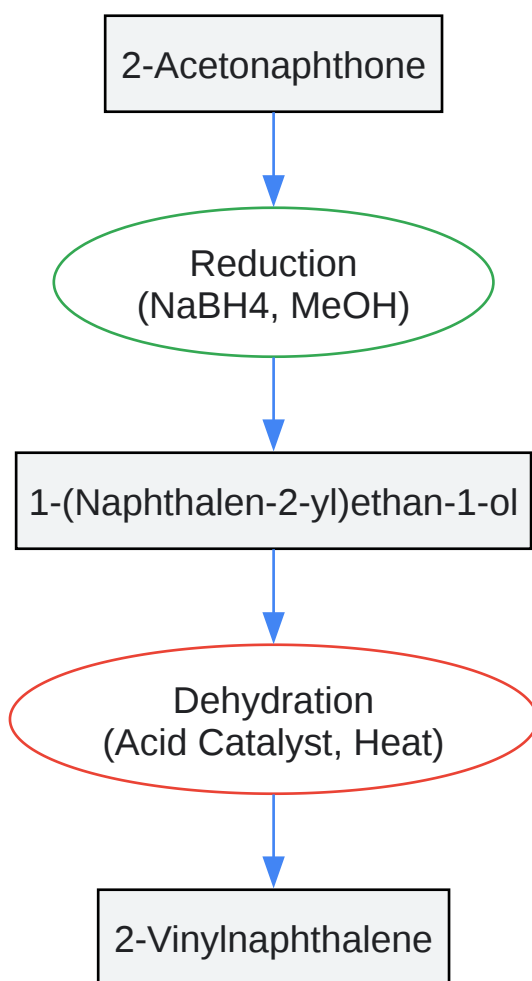 2-Acetonaphthone
Reduction
(NaBH4, MeOH)
1-(Naphthalen-2-yl)ethan-1-ol
Dehydration
(Acid Catalyst, Heat)
2-Vinylnaphthalene